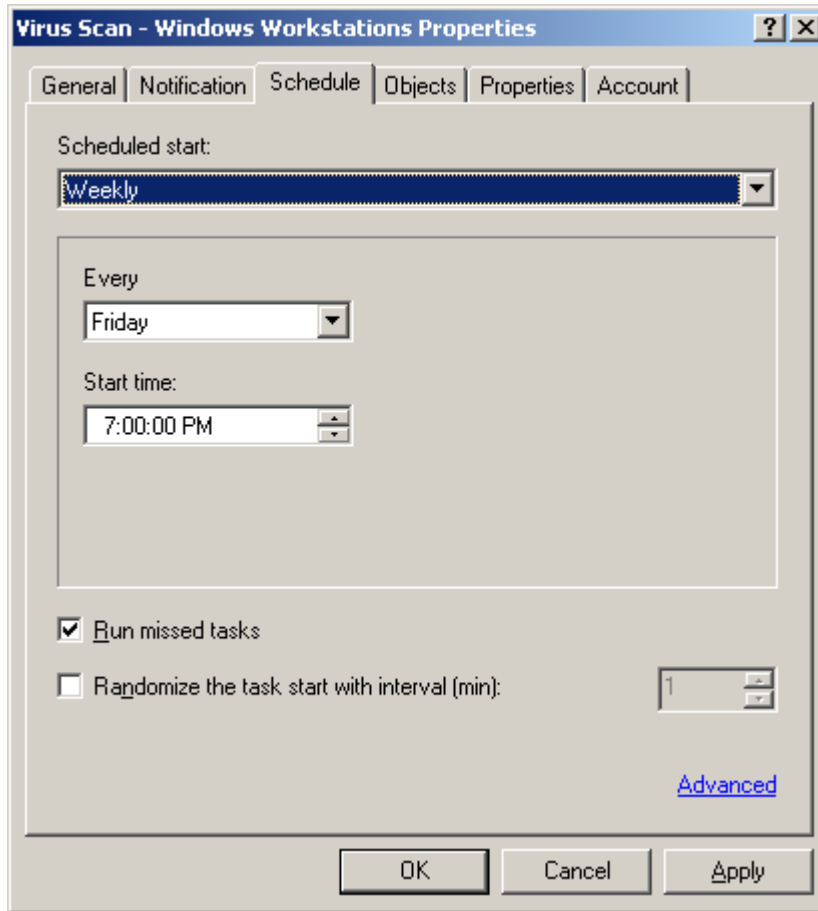 Virus Scan - Windows Workstations Properties
General Notification Schedule Objects Properties Account
Scheduled start:
Weekly
Every
Friday
Start time:
7:00:00 PM
Run missed tasks
Randomize the task start with interval (min): 1
Advanced
OK Cancel Apply